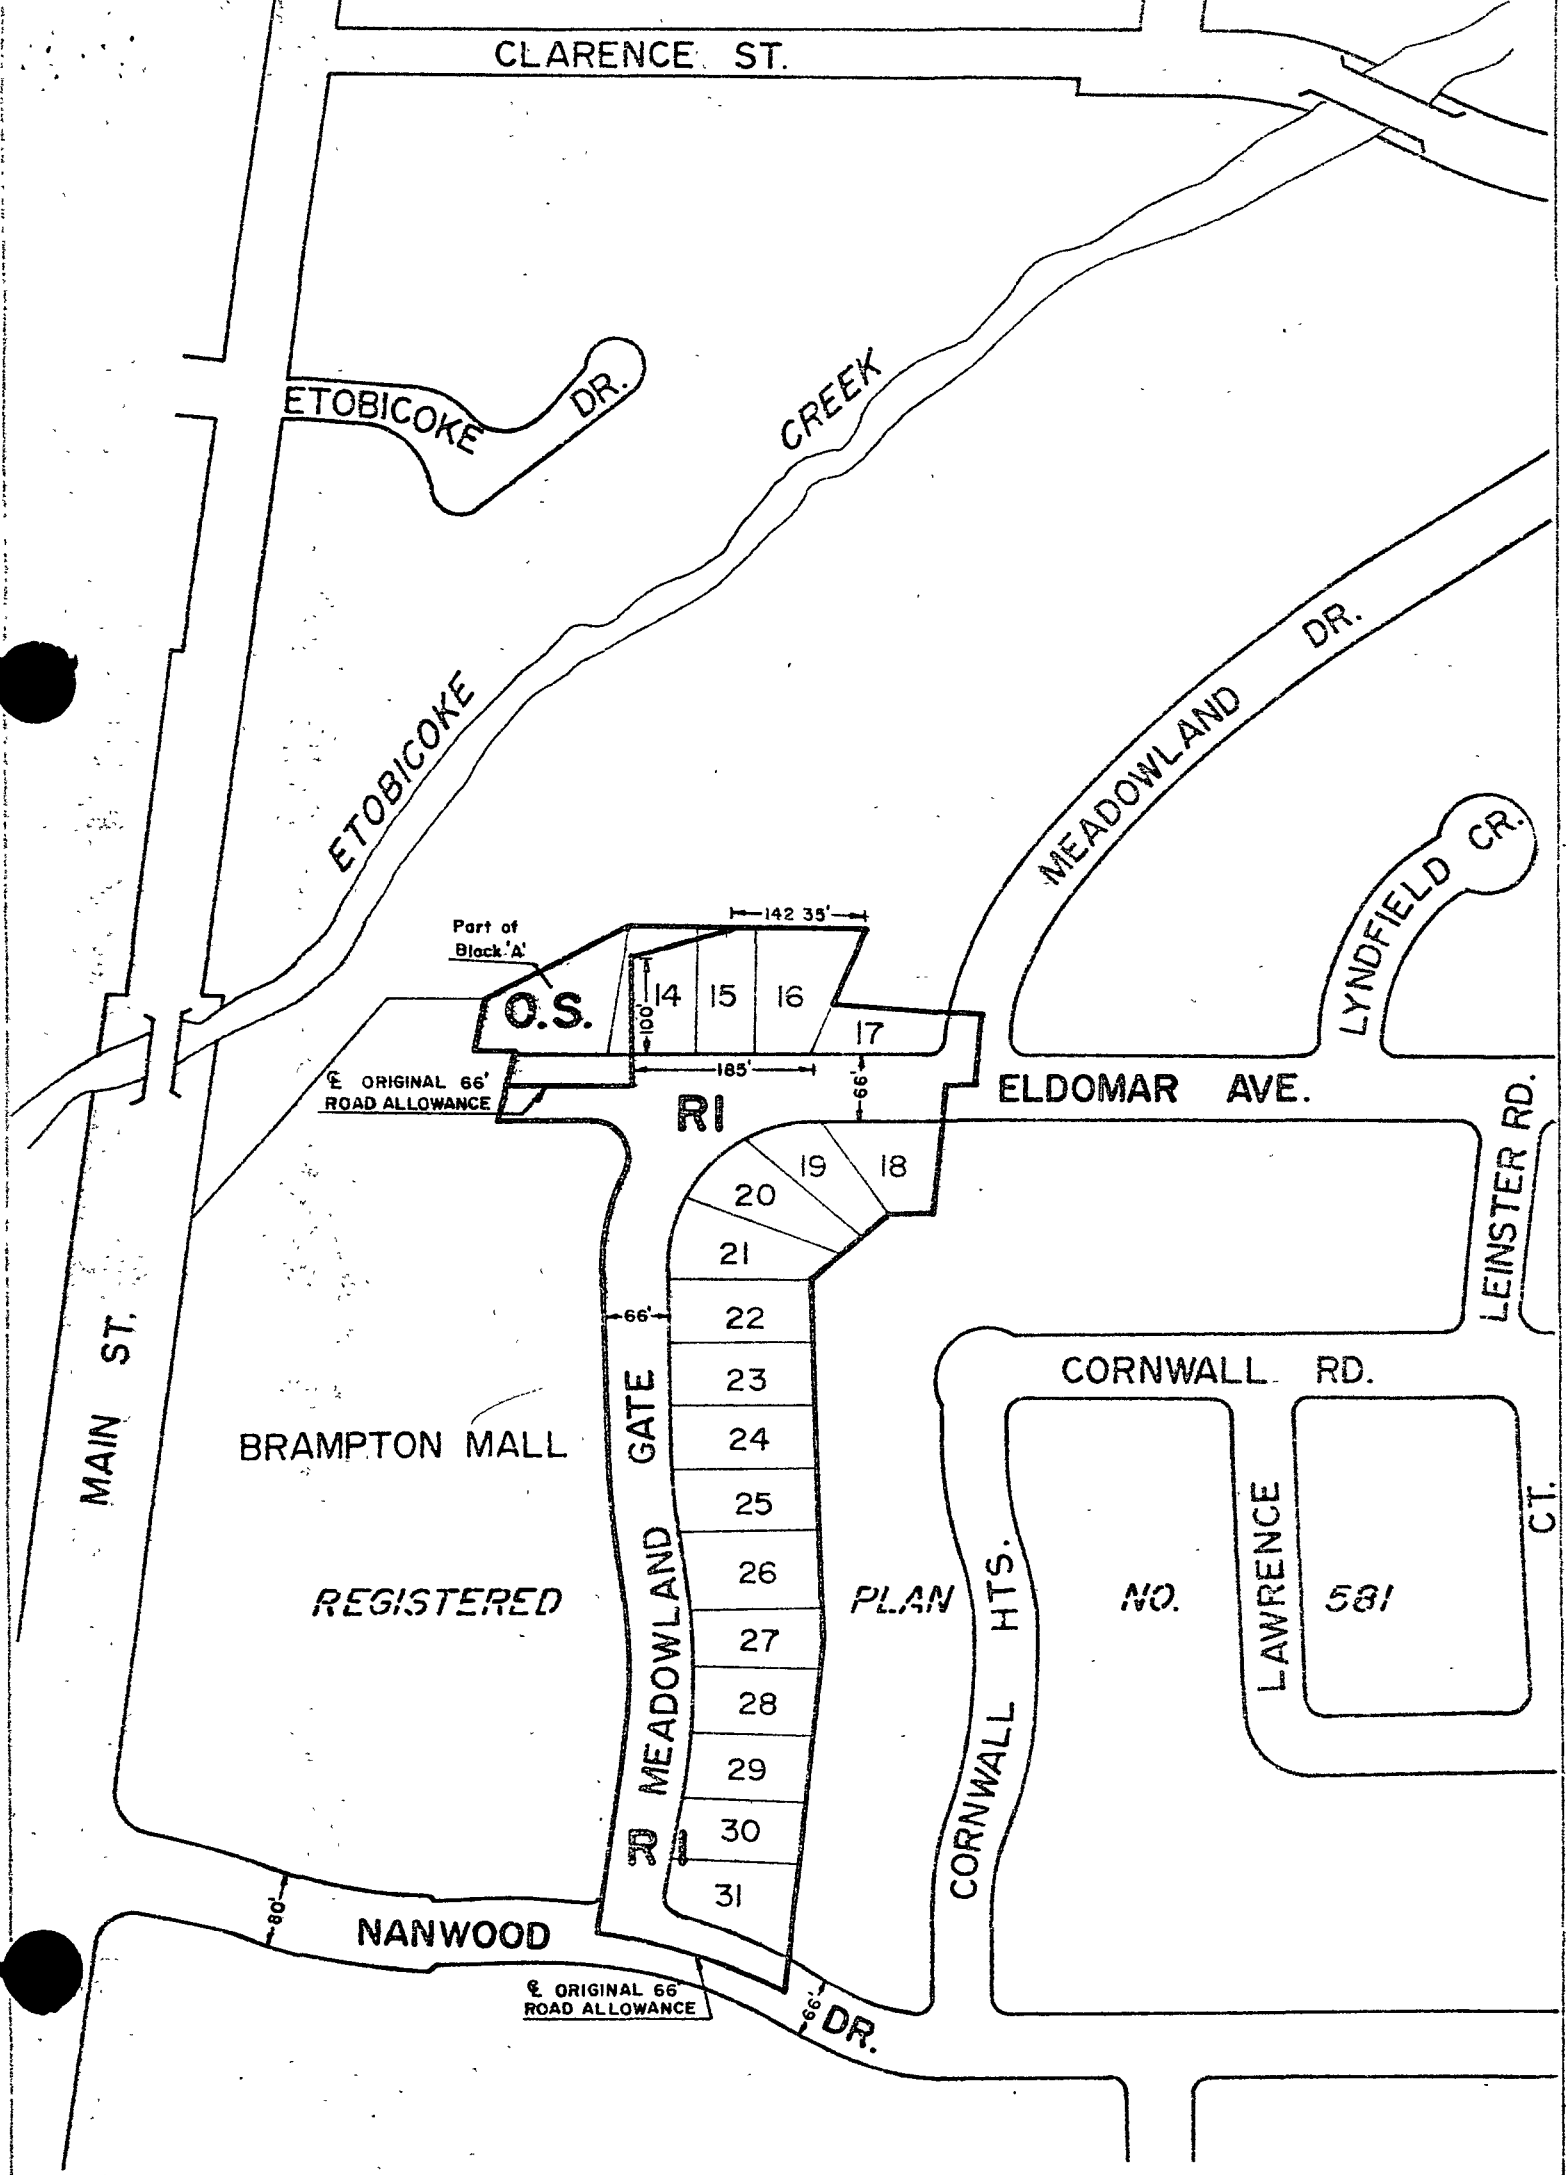 CLARENCE ST.
ETOBICOKE DR.
CREEK
ETOBICOKE
MEADOWLAND DR.
LYNDFIELD CR.
Part of
Block 'A'
142 35'
O.S.
100'
14
15
16
17
185'
66'
℄ ORIGINAL 66'
ROAD ALLOWANCE
R1
ELDOMAR AVE.
LEINSTER RD.
18
19
20
21
22
66'
23
24
25
26
27
28
29
30
31
MAIN ST.
BRAMPTON MALL
MEADOWLAND GATE
CORNWALL RD.
CORNWALL HTS.
LAWRENCE CT.
REGISTERED PLAN NO. 581
R1
80'
NANWOOD DR.
℄ ORIGINAL 66'
ROAD ALLOWANCE
66'